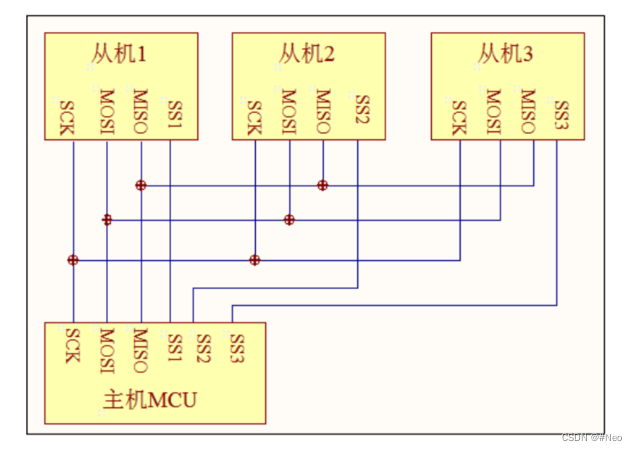 从机1 从机2 从机3
SCK MOSI MISO SS1 SCK MOSI MISO SS2 SCK MOSI MISO SS3
SCK MOSI MISO SS1 SS2 SS3
主机MCU
CSDN @#Neo